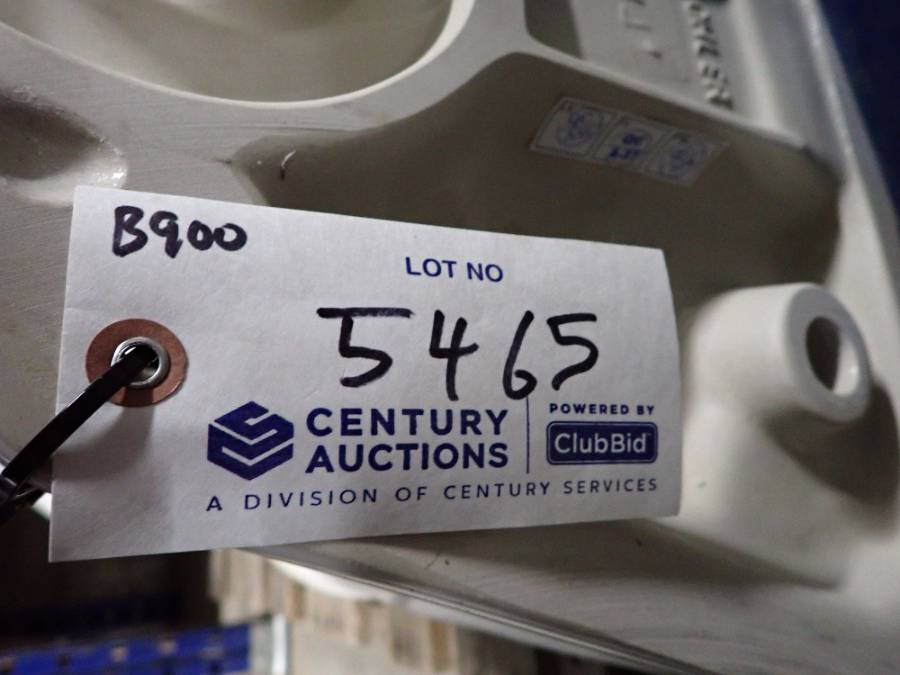 B900
LOT NO
5465
CENTURY
AUCTIONS
POWERED BY
ClubBid
A DIVISION OF CENTURY SERVICES